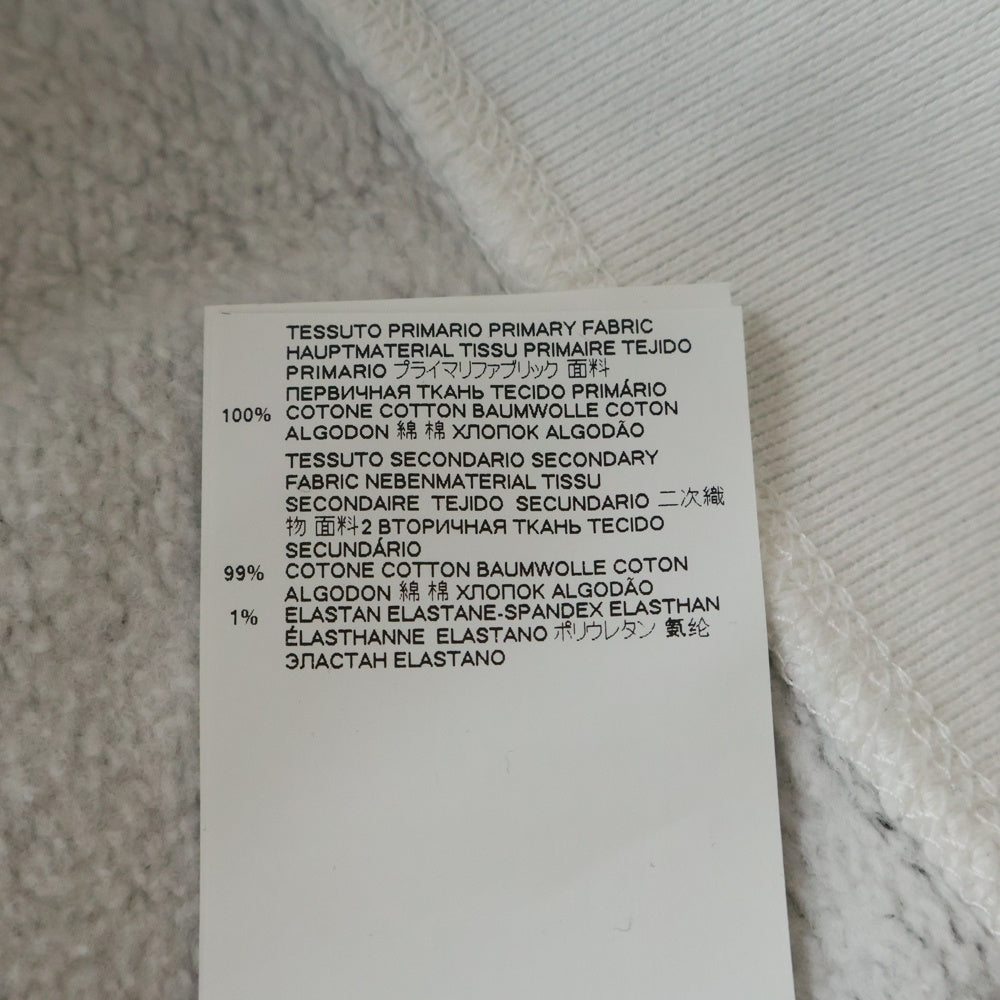 TESSUTO PRIMARIO PRIMARY FABRIC
HAUPTMATERIAL TISSU PRIMAIRE TEJIDO
PRIMARIO プライマリファブリック 面料
ПЕРВИЧНАЯ ТКАНЬ TECIDO PRIMÁRIO
100% COTONE COTTON BAUMWOLLE COTON
ALGODON 綿 棉 ХЛОПОК ALGODÃO
TESSUTO SECONDARIO SECONDARY
FABRIC NEBENMATERIAL TISSU
SECONDAIRE TEJIDO SECUNDARIO 二次織
物 面料2 ВТОРИЧНАЯ ТКАНЬ TECIDO
SECUNDÁRIO
99% COTONE COTTON BAUMWOLLE COTON
ALGODON 綿 棉 ХЛОПОК ALGODÃO
1% ELASTAN ELASTANE-SPANDEX ELASTHAN
ÉLASTHANNE ELASTANO ポリウレタン 氨纶
ЭЛАСТАН ELASTANO